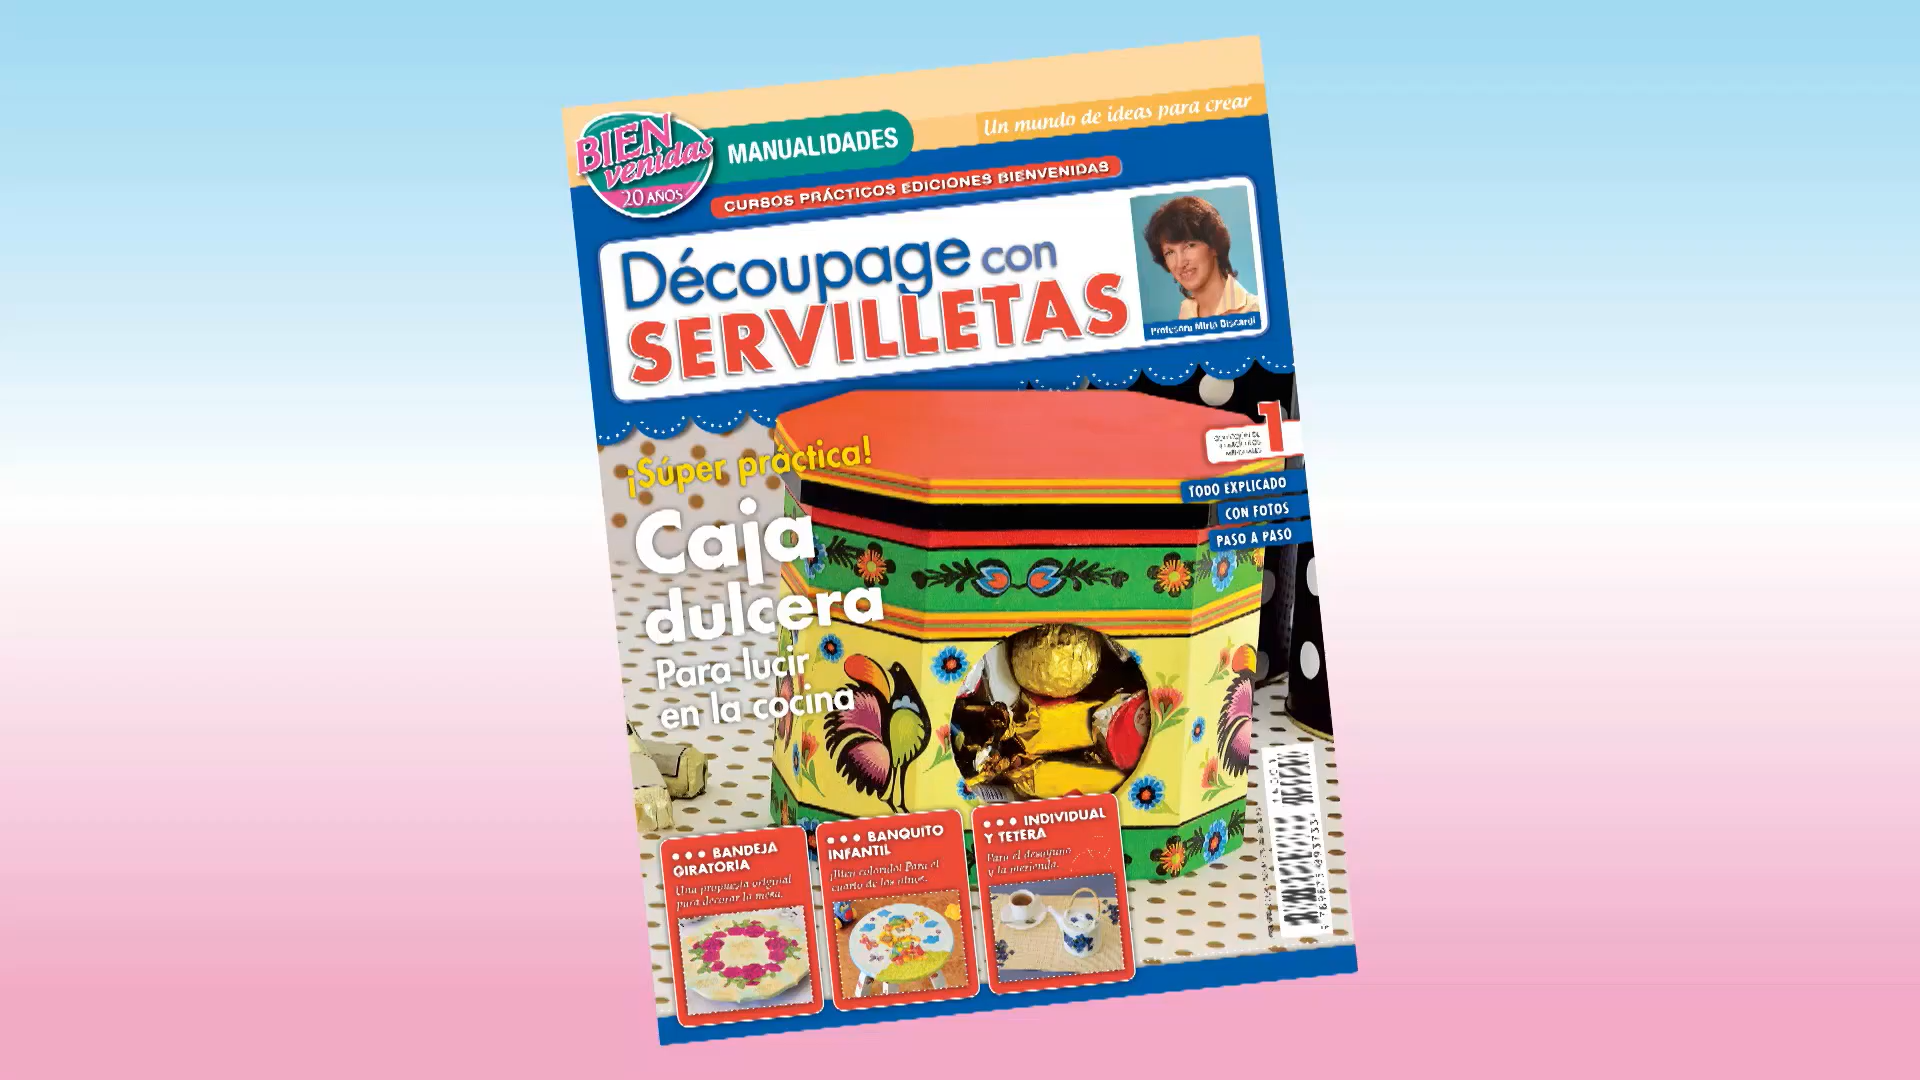 BIEN
venidas
20 AÑOS
MANUALIDADES
Un mundo de ideas para crear
CURSOS PRÁCTICOS EDICIONES BIENVENIDAS
Découpage con
SERVILLETAS
Profesora Mirta Biscardi
1
¡Súper práctica!
Caja
dulcera
Para lucir
en la cocina
TODO EXPLICADO
CON FOTOS
PASO A PASO
••• BANDEJA
GIRATORIA
Una propuesta original
para decorar la mesa.
••• BANQUITO
INFANTIL
¡Bien colorido! Para el
cuarto de los niños.
••• INDIVIDUAL
Y TETERA
Para el desayuno
y la merienda.